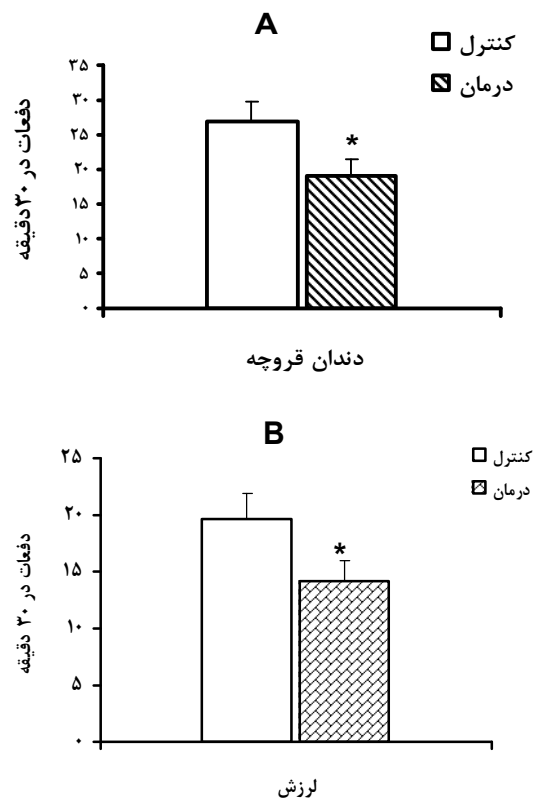 A
کنترل
درمان
۳۵
۳۰
۲۵
۲۰
۱۵
۱۰
۵
۰
دفعات در ۳۰دقیقه
*
دندان قروچه
B
کنترل
درمان
۲۵
۲۰
۱۵
۱۰
۵
۰
دفعات در ۳۰ دقیقه
*
لرزش